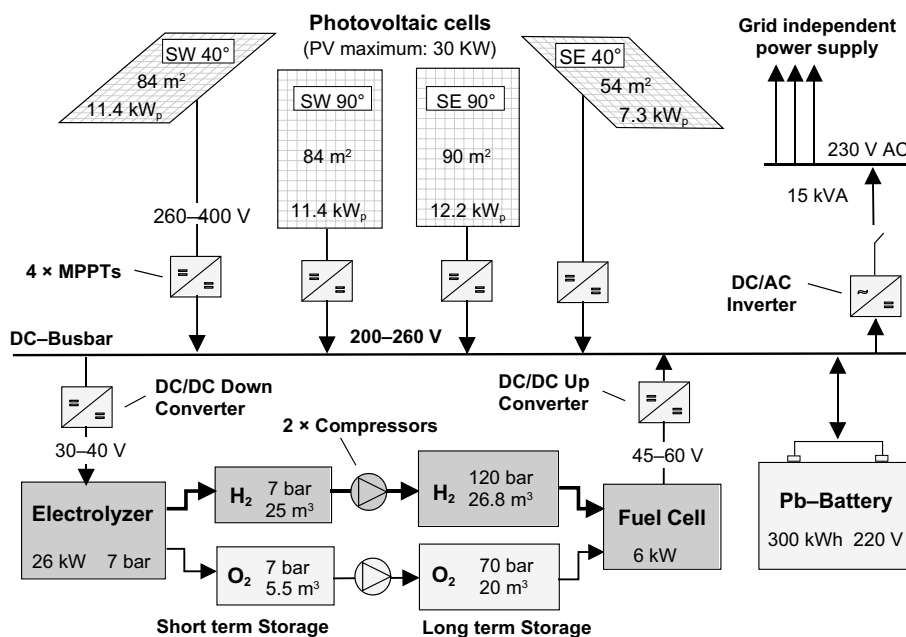 Photovoltaic cells
(PV maximum: 30 KW)
Grid independent
power supply
SW 40°
84 m²
11.4 kWₚ
SW 90°
84 m²
11.4 kWₚ
SE 90°
90 m²
12.2 kWₚ
SE 40°
54 m²
7.3 kWₚ
230 V AC
15 kVA
260–400 V
4 × MPPTs
=
=
=
=
=
=
=
=
DC/AC
Inverter
≈
=
DC–Busbar
200–260 V
DC/DC Down
Converter
=
=
DC/DC Up
Converter
=
=
30–40 V
2 × Compressors
45–60 V
Electrolyzer
26 kW 7 bar
H₂
7 bar
25 m³
H₂
120 bar
26.8 m³
Fuel Cell
6 kW
Pb–Battery
300 kWh 220 V
O₂
7 bar
5.5 m³
O₂
70 bar
20 m³
Short term Storage
Long term Storage